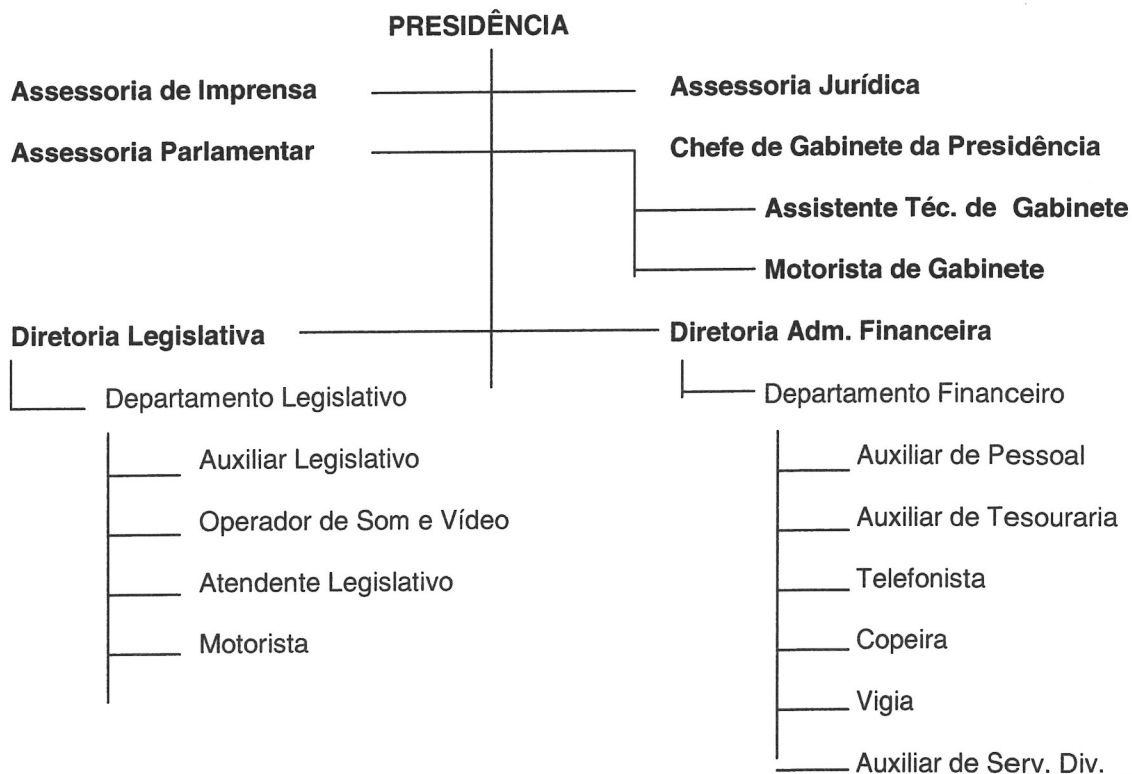 PRESIDÊNCIA
Assessoria de Imprensa
Assessoria Jurídica
Assessoria Parlamentar
Chefe de Gabinete da Presidência
Assistente Téc. de Gabinete
Motorista de Gabinete
Diretoria Legislativa
Diretoria Adm. Financeira
Departamento Legislativo
Departamento Financeiro
Auxiliar Legislativo
Auxiliar de Pessoal
Operador de Som e Vídeo
Auxiliar de Tesouraria
Atendente Legislativo
Telefonista
Motorista
Copeira
Vigia
Auxiliar de Serv. Div.